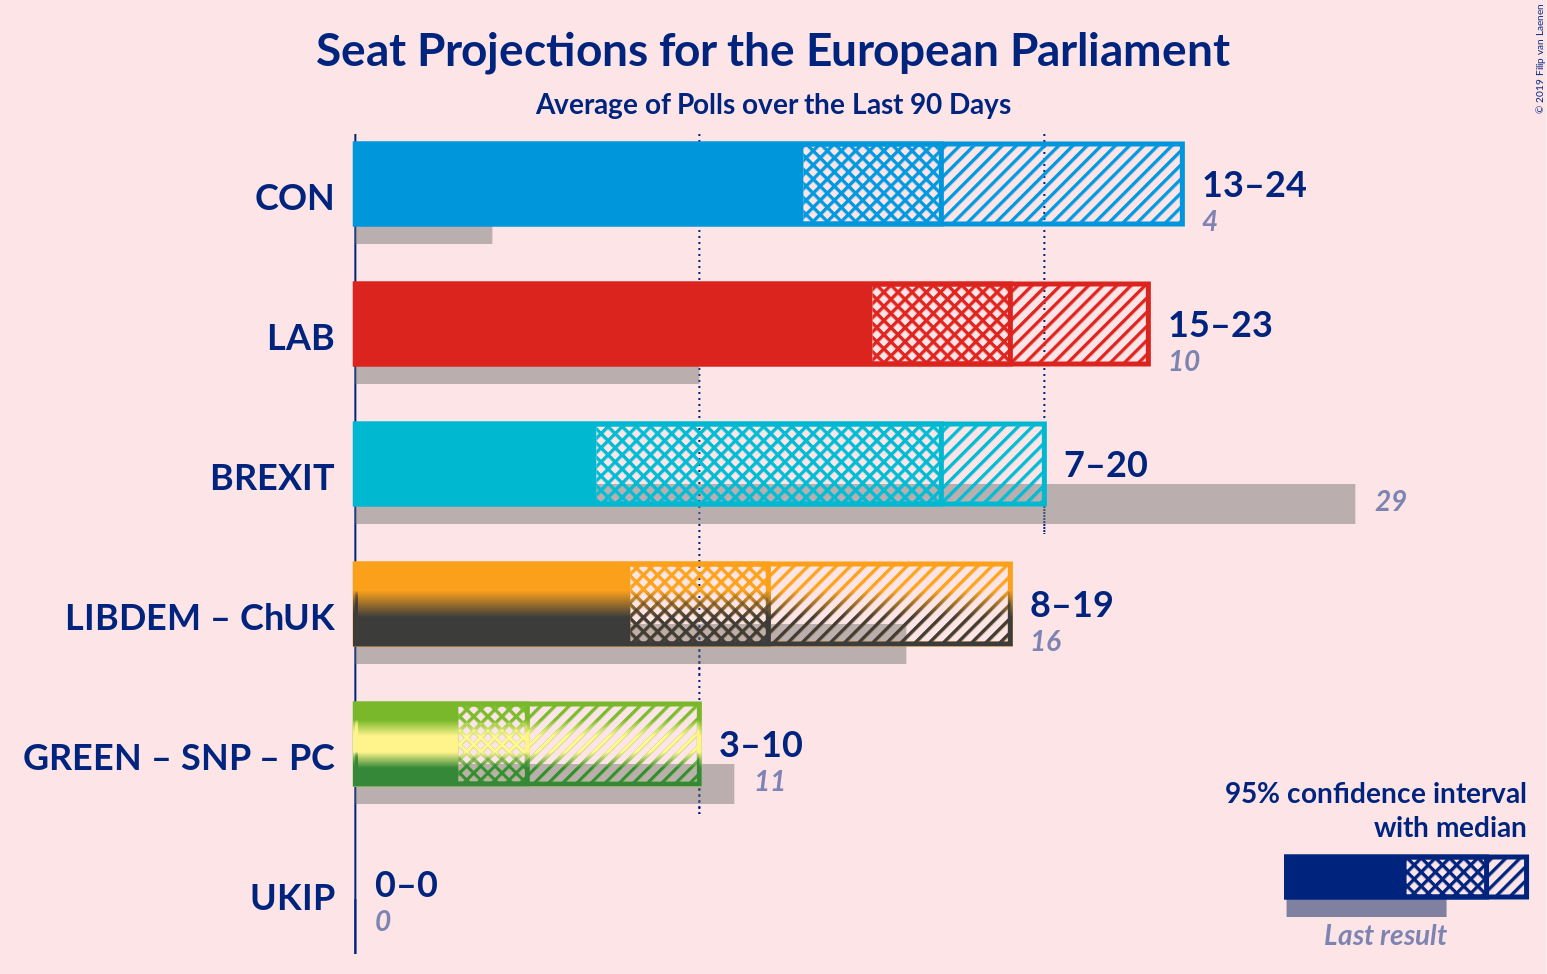 Seat Projections for the European Parliament
Average of Polls over the Last 90 Days
© 2019 Filip van Laenen
CON
13–24
4
LAB
15–23
10
BREXIT
7–20
29
LIBDEM – ChUK
8–19
16
GREEN – SNP – PC
3–10
11
UKIP
0–0
0
95% confidence interval
with median
Last result